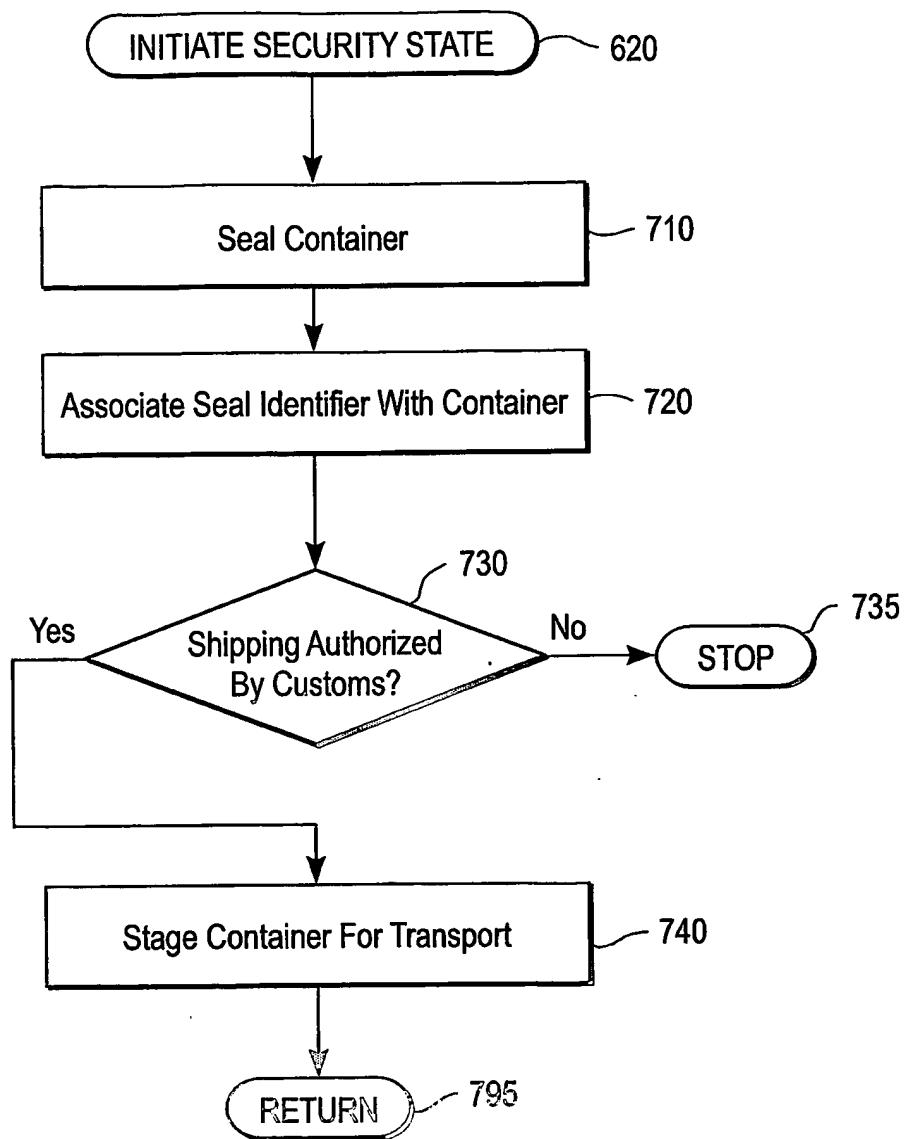 INITIATE SECURITY STATE
620
Seal Container
710
Associate Seal Identifier With Container
720
730
Yes
Shipping Authorized
By Customs?
No
735
STOP
Stage Container For Transport
740
RETURN
795